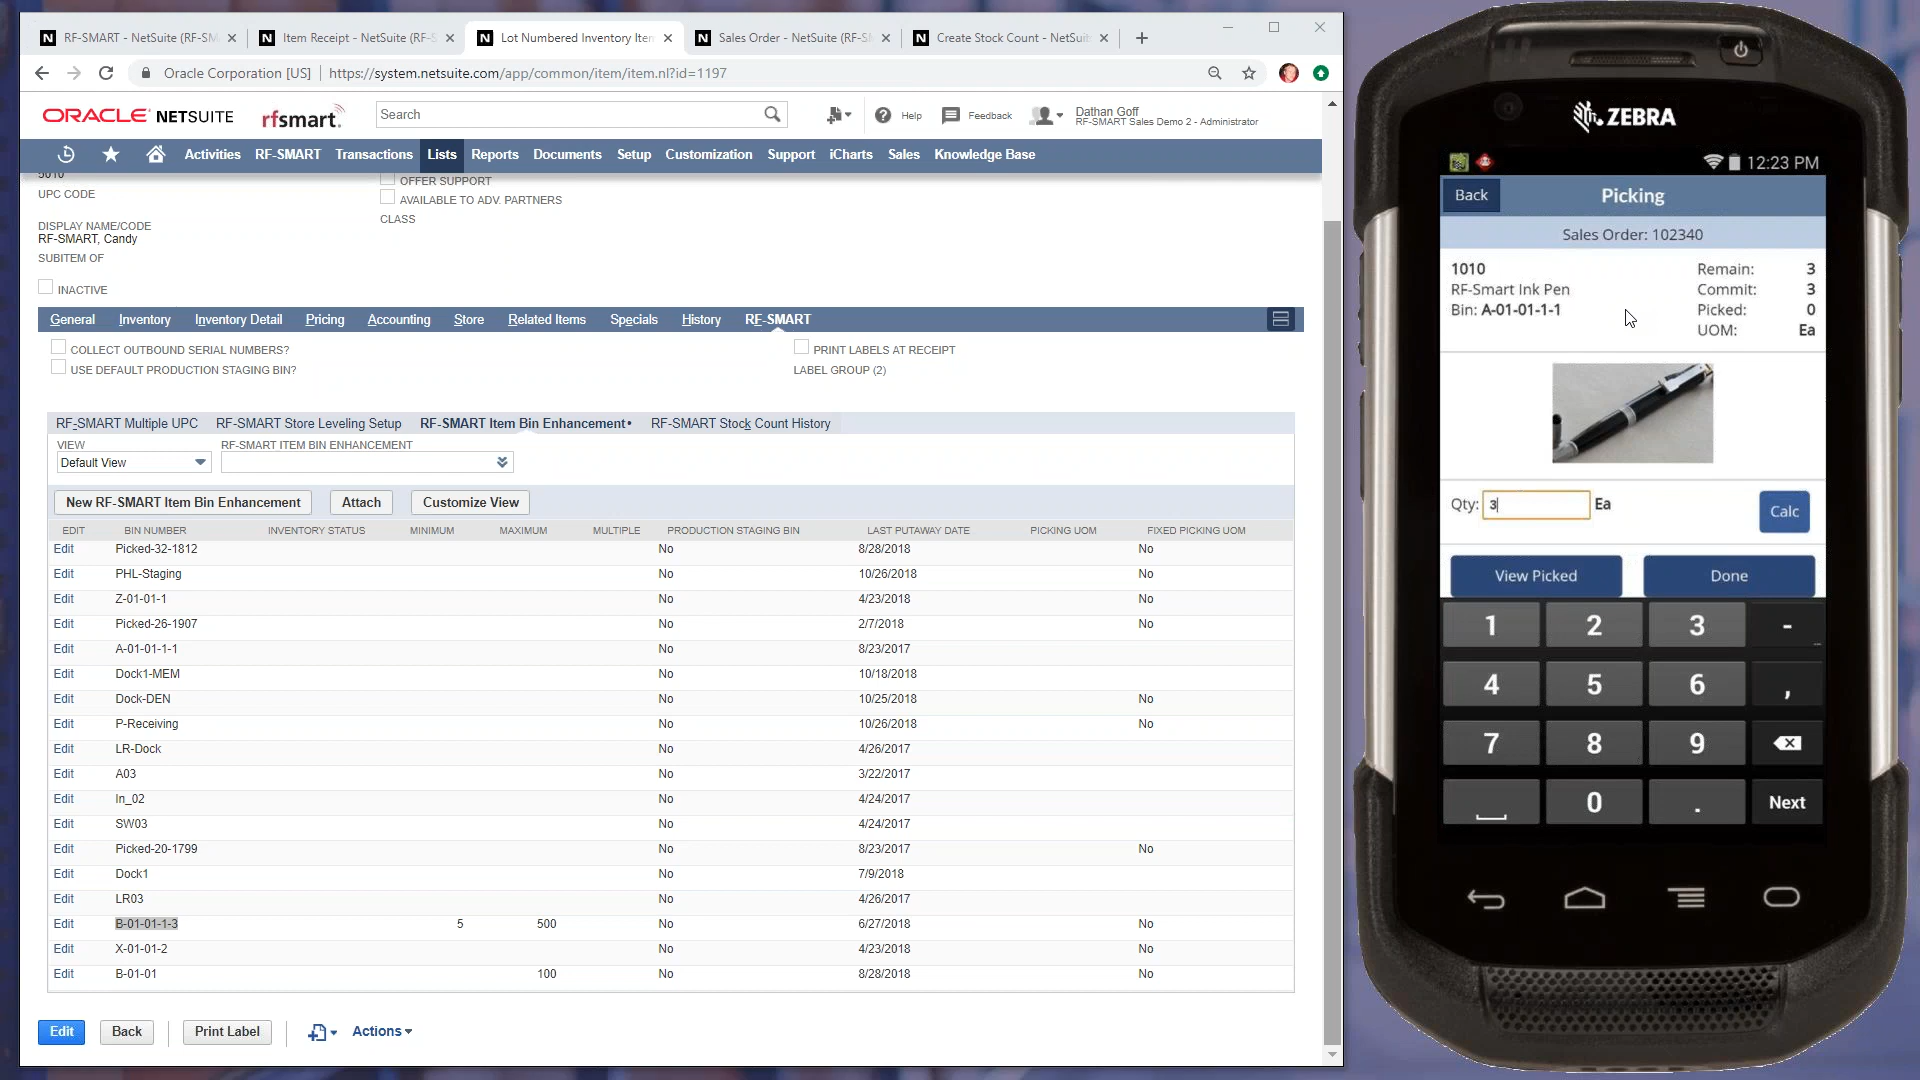 RF-SMART - NetSuite (RF-SM
Item Receipt - NetSuite (RF-S
Lot Numbered Inventory Item
Sales Order - NetSuite (RF-SM
Create Stock Count - NetSuit
Oracle Corporation [US]
https://system.netsuite.com/app/common/item/item.nl?id=1197
ORACLE NETSUITE
rfsmart.
Search
Help
Feedback
Dathan Goff
RF-SMART Sales Demo 2 - Administrator
Activities RF-SMART Transactions Lists Reports Documents Setup Customization Support iCharts Sales Knowledge Base
5010
OFFER SUPPORT
UPC CODE
AVAILABLE TO ADV. PARTNERS
CLASS
DISPLAY NAME/CODE
RF-SMART, Candy
SUBITEM OF
INACTIVE
General Inventory Inventory Detail Pricing Accounting Store Related Items Specials History RF-SMART
COLLECT OUTBOUND SERIAL NUMBERS?
PRINT LABELS AT RECEIPT
USE DEFAULT PRODUCTION STAGING BIN?
LABEL GROUP (2)
RF-SMART Multiple UPC RF-SMART Store Leveling Setup RF-SMART Item Bin Enhancement• RF-SMART Stock Count History
VIEW RF-SMART ITEM BIN ENHANCEMENT
Default View
New RF-SMART Item Bin Enhancement Attach Customize View
EDIT BIN NUMBER INVENTORY STATUS MINIMUM MAXIMUM MULTIPLE PRODUCTION STAGING BIN LAST PUTAWAY DATE PICKING UOM FIXED PICKING UOM
Edit Picked-32-1812 No 8/28/2018 No
Edit PHL-Staging No 10/26/2018 No
Edit Z-01-01-1 No 4/23/2018 No
Edit Picked-26-1907 No 2/7/2018 No
Edit A-01-01-1-1 No 8/23/2017
Edit Dock1-MEM No 10/18/2018
Edit Dock-DEN No 10/25/2018 No
Edit P-Receiving No 10/26/2018 No
Edit LR-Dock No 4/26/2017
Edit A03 No 3/22/2017
Edit In_02 No 4/24/2017
Edit SW03 No 4/24/2017
Edit Picked-20-1799 No 8/23/2017 No
Edit Dock1 No 7/9/2018
Edit LR03 No 4/26/2017
Edit B-01-01-1-3 5 500 No 6/27/2018 No
Edit X-01-01-2 No 4/23/2018 No
Edit B-01-01 100 No 8/28/2018 No
Edit Back Print Label Actions
ZEBRA
12:23 PM
Back Picking
Sales Order: 102340
1010 Remain: 3
RF-Smart Ink Pen Commit: 3
Bin: A-01-01-1-1 Picked: 0
UOM: Ea
Qty: 3 Ea Calc
View Picked Done
1 2 3 -
4 5 6 ,
7 8 9
0 . Next